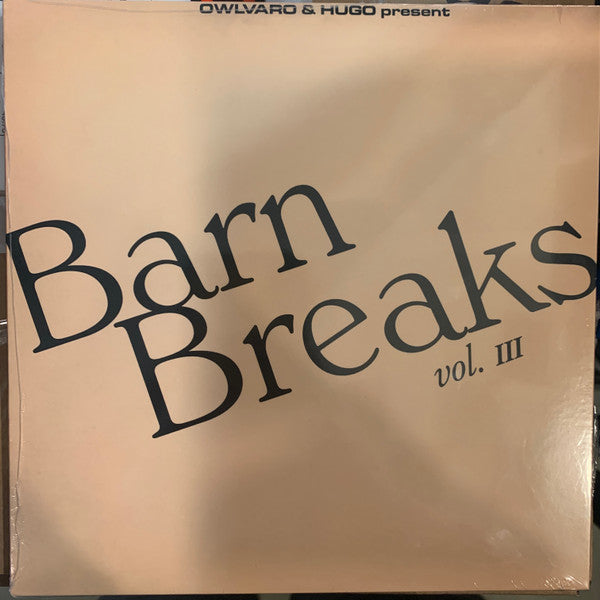 OWLVARO & HUGO present
Barn
Breaks
vol. III